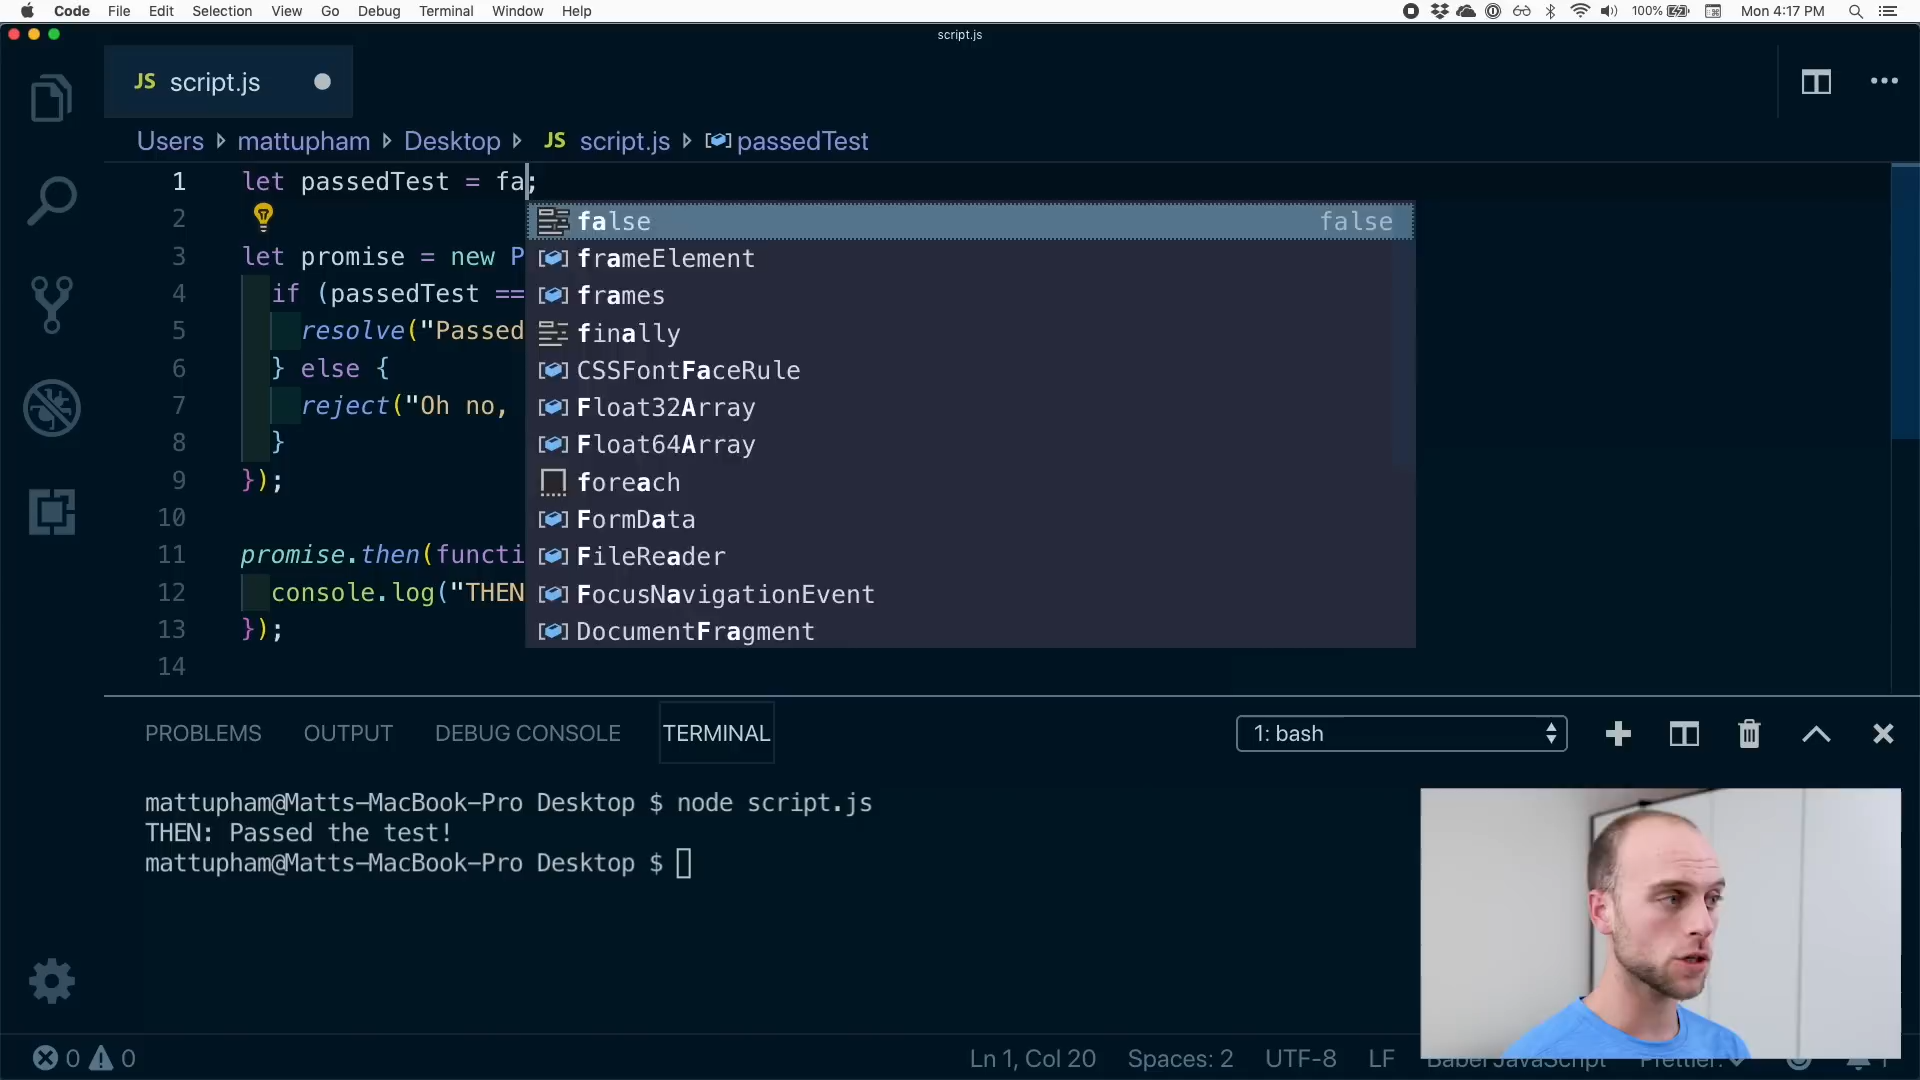 Code File Edit Selection View Go Debug Terminal Window Help 100% Mon 4:17 PM
script.js
JS script.js
Users mattupham Desktop JS script.js passedTest
1 let passedTest = fa;
2
3 let promise = new P
4 if (passedTest ==
5 resolve("Passed
6 } else {
7 reject("Oh no,
8 }
9 });
10
11 promise.then(functi
12 console.log("THEN
13 });
14
false false
frameElement
frames
finally
CSSFontFaceRule
Float32Array
Float64Array
foreach
FormData
FileReader
FocusNavigationEvent
DocumentFragment
PROBLEMS OUTPUT DEBUG CONSOLE TERMINAL 1: bash
mattupham@Matts-MacBook-Pro Desktop $ node script.js
THEN: Passed the test!
mattupham@Matts-MacBook-Pro Desktop $
0 0 Ln 1, Col 20 Spaces: 2 UTF-8 LF Babel JavaScript Prettier: